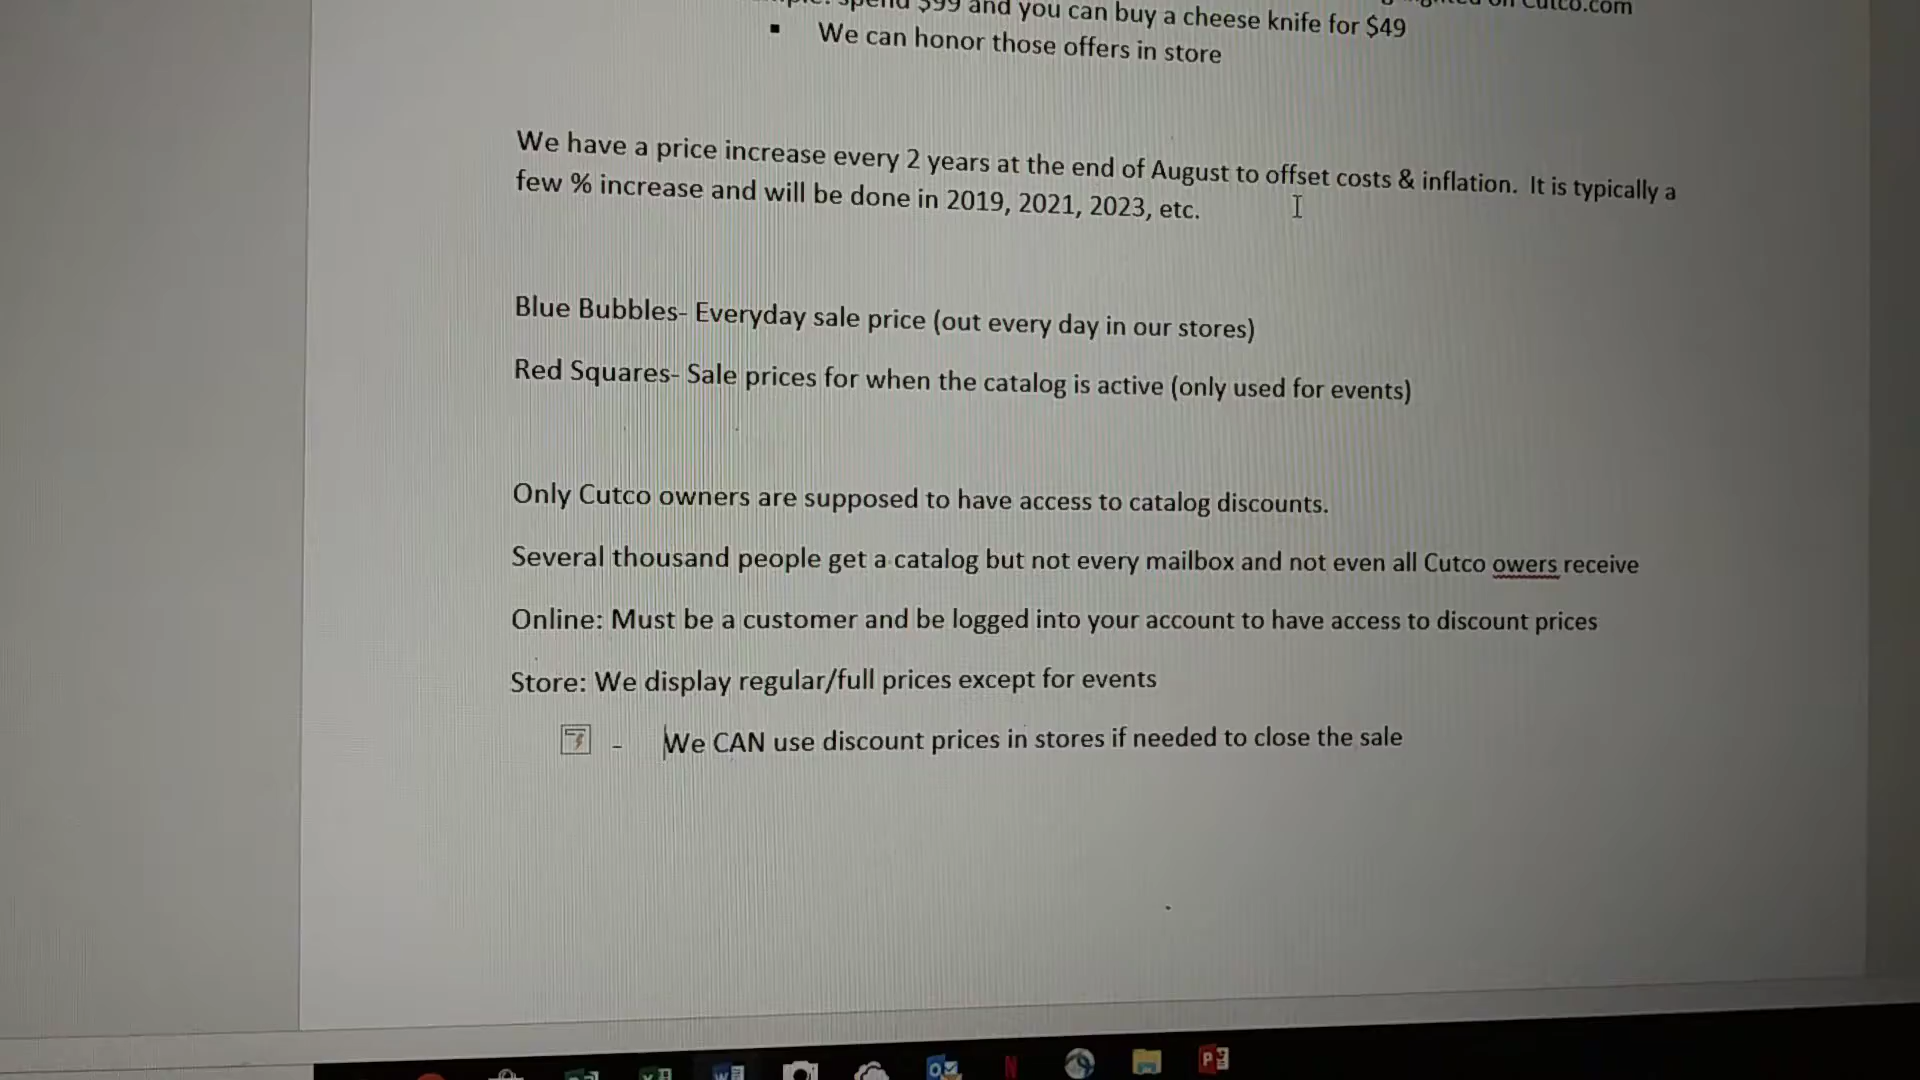 spend $99 and you can buy a cheese knife for $49
on Cutco.com
▪ We can honor those offers in store
We have a price increase every 2 years at the end of August to offset costs & inflation. It is typically a
few % increase and will be done in 2019, 2021, 2023, etc.
Blue Bubbles- Everyday sale price (out every day in our stores)
Red Squares- Sale prices for when the catalog is active (only used for events)
Only Cutco owners are supposed to have access to catalog discounts.
Several thousand people get a catalog but not every mailbox and not even all Cutco owers receive
Online: Must be a customer and be logged into your account to have access to discount prices
Store: We display regular/full prices except for events
- We CAN use discount prices in stores if needed to close the sale